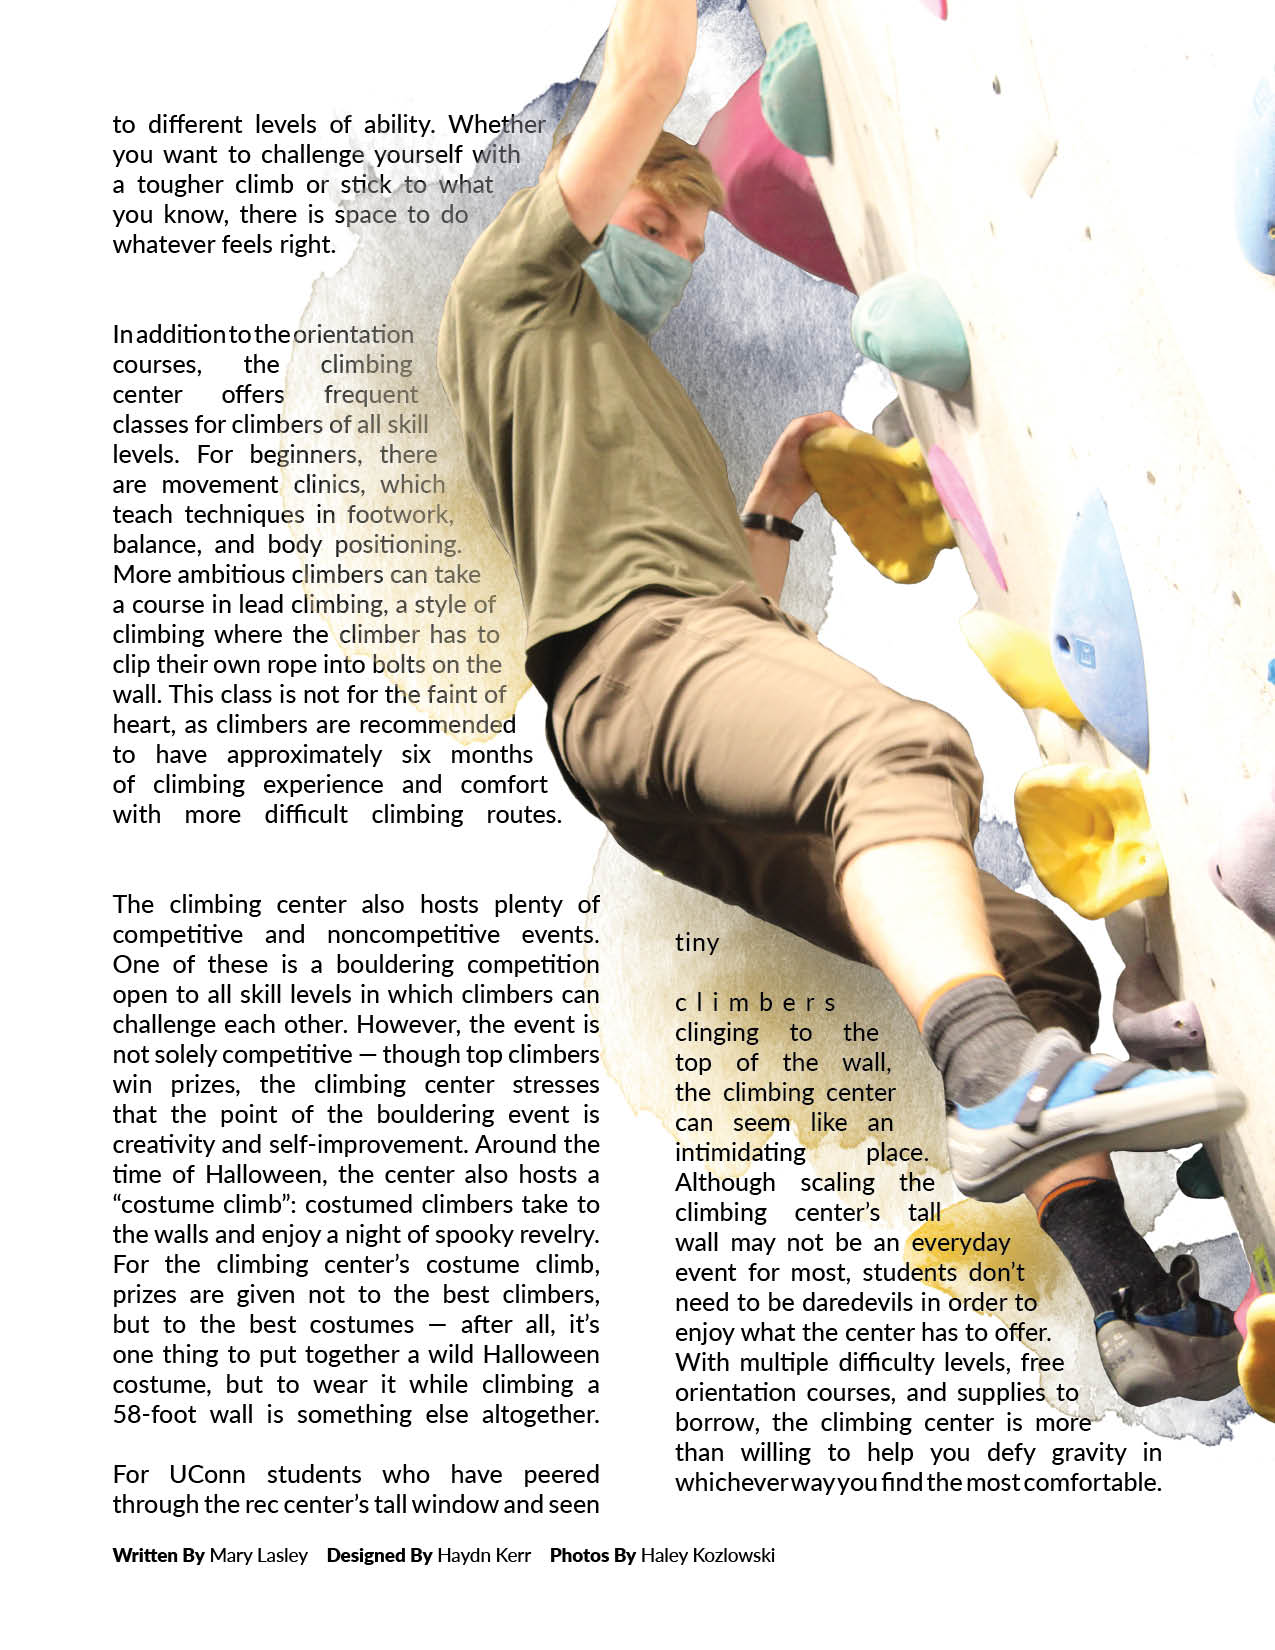 to different levels of ability. Whether
you want to challenge yourself with
a tougher climb or stick to what
you know, there is space to do
whatever feels right.
In addition to the orientation
courses, the climbing
center offers frequent
classes for climbers of all skill
levels. For beginners, there
are movement clinics, which
teach techniques in footwork,
balance, and body positioning.
More ambitious climbers can take
a course in lead climbing, a style of
climbing where the climber has to
clip their own rope into bolts on the
wall. This class is not for the faint of
heart, as climbers are recommended
to have approximately six months
of climbing experience and comfort
with more difficult climbing routes.
The climbing center also hosts plenty of
competitive and noncompetitive events.
One of these is a bouldering competition
open to all skill levels in which climbers can
challenge each other. However, the event is
not solely competitive — though top climbers
win prizes, the climbing center stresses
that the point of the bouldering event is
creativity and self-improvement. Around the
time of Halloween, the center also hosts a
“costume climb”: costumed climbers take to
the walls and enjoy a night of spooky revelry.
For the climbing center’s costume climb,
prizes are given not to the best climbers,
but to the best costumes — after all, it’s
one thing to put together a wild Halloween
costume, but to wear it while climbing a
58-foot wall is something else altogether.
For UConn students who have peered
through the rec center’s tall window and seen
tiny
climbers
clinging to the
top of the wall,
the climbing center
can seem like an
intimidating place.
Although scaling the
climbing center’s tall
wall may not be an everyday
event for most, students don’t
need to be daredevils in order to
enjoy what the center has to offer.
With multiple difficulty levels, free
orientation courses, and supplies to
borrow, the climbing center is more
than willing to help you defy gravity in
whichever way you find the most comfortable.
Written By Mary Lasley Designed By Haydn Kerr Photos By Haley Kozlowski